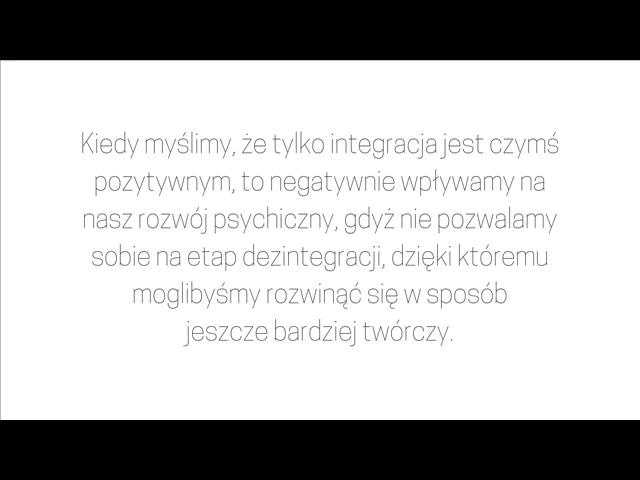 Kiedy myślimy, że tylko integracja jest czymś
pozytywnym, to negatywnie wpływamy na
nasz rozwój psychiczny, gdyż nie pozwalamy
sobie na etap dezintegracji, dzięki któremu
moglibyśmy rozwinąć się w sposób
jeszcze bardziej twórczy.